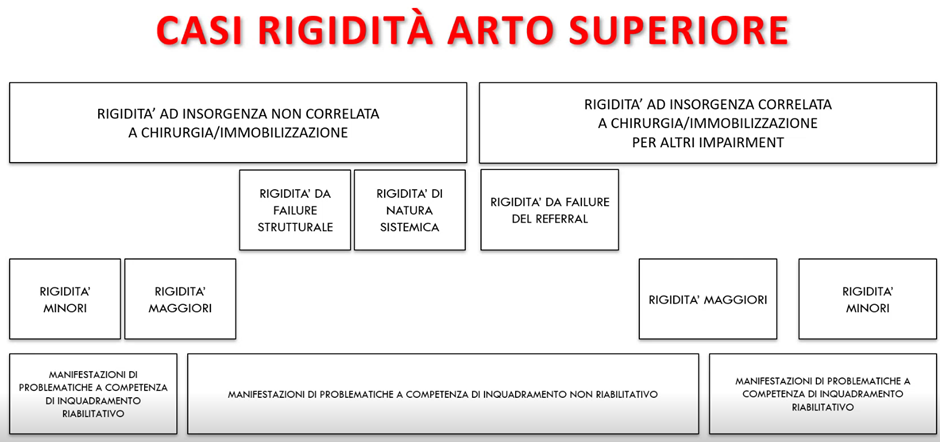 CASI RIGIDITÀ ARTO SUPERIORE
RIGIDITA’ AD INSORGENZA NON CORRELATA
A CHIRURGIA/IMMOBILIZZAZIONE
RIGIDITA’ AD INSORGENZA CORRELATA
A CHIRURGIA/IMMOBILIZZAZIONE
PER ALTRI IMPAIRMENT
RIGIDITA’ DA
FAILURE
STRUTTURALE
RIGIDITA’ DI
NATURA
SISTEMICA
RIGIDITA’ DA FAILURE
DEL REFERRAL
RIGIDITA’
MINORI
RIGIDITA’
MAGGIORI
RIGIDITA’ MAGGIORI
RIGIDITA’
MINORI
MANIFESTAZIONI DI
PROBLEMATICHE A COMPETENZA
DI INQUADRAMENTO
RIABILITATIVO
MANIFESTAZIONI DI PROBLEMATICHE A COMPETENZA DI INQUADRAMENTO NON RIABILITATIVO
MANIFESTAZIONI DI PROBLEMATICHE A
COMPETENZA DI INQUADRAMENTO
RIABILITATIVO